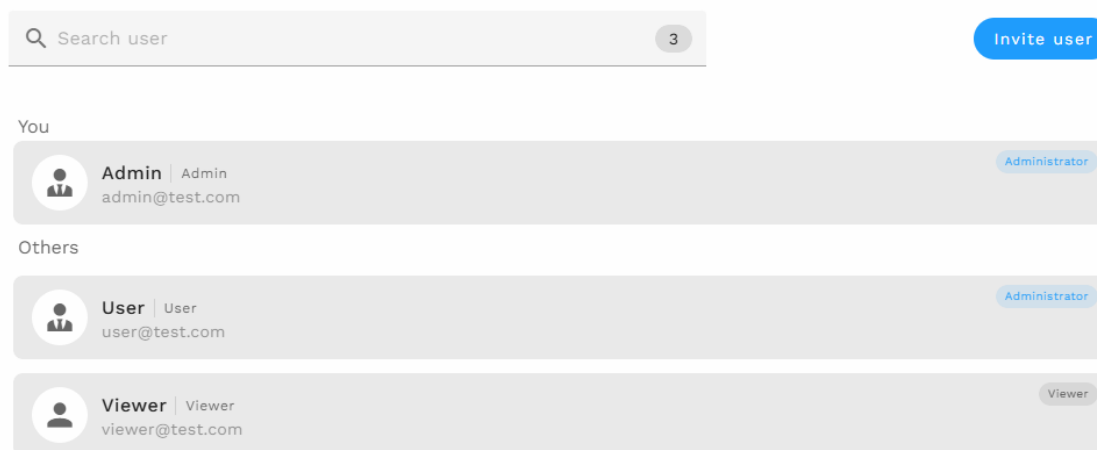 Search user 3 Invite user
You
Admin Admin Administrator
admin@test.com
Others
User User Administrator
user@test.com
Viewer Viewer Viewer
viewer@test.com